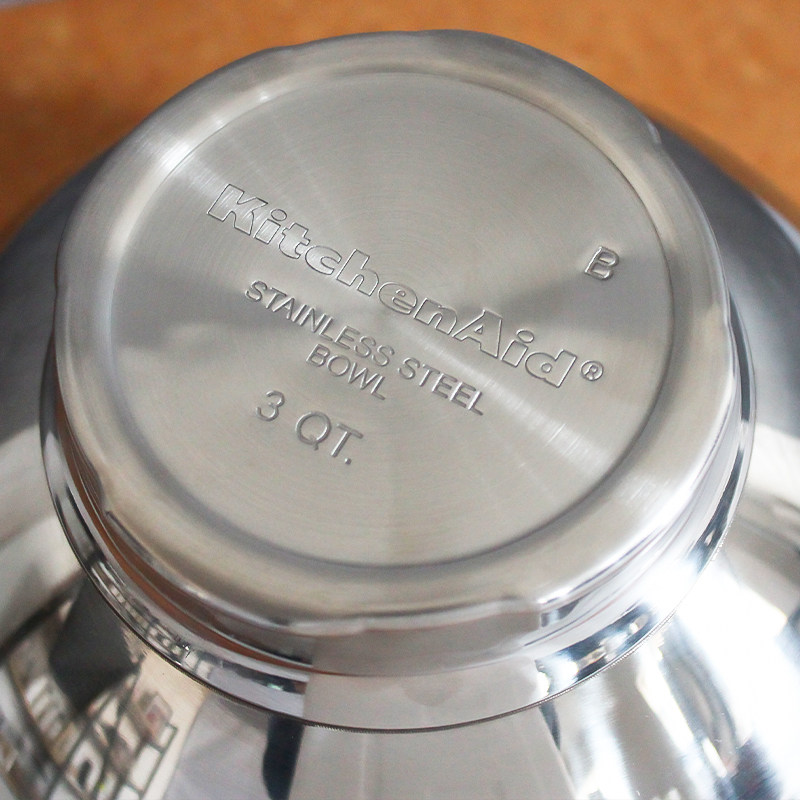 KitchenAid®
B
STAINLESS STEEL
BOWL
3 QT.